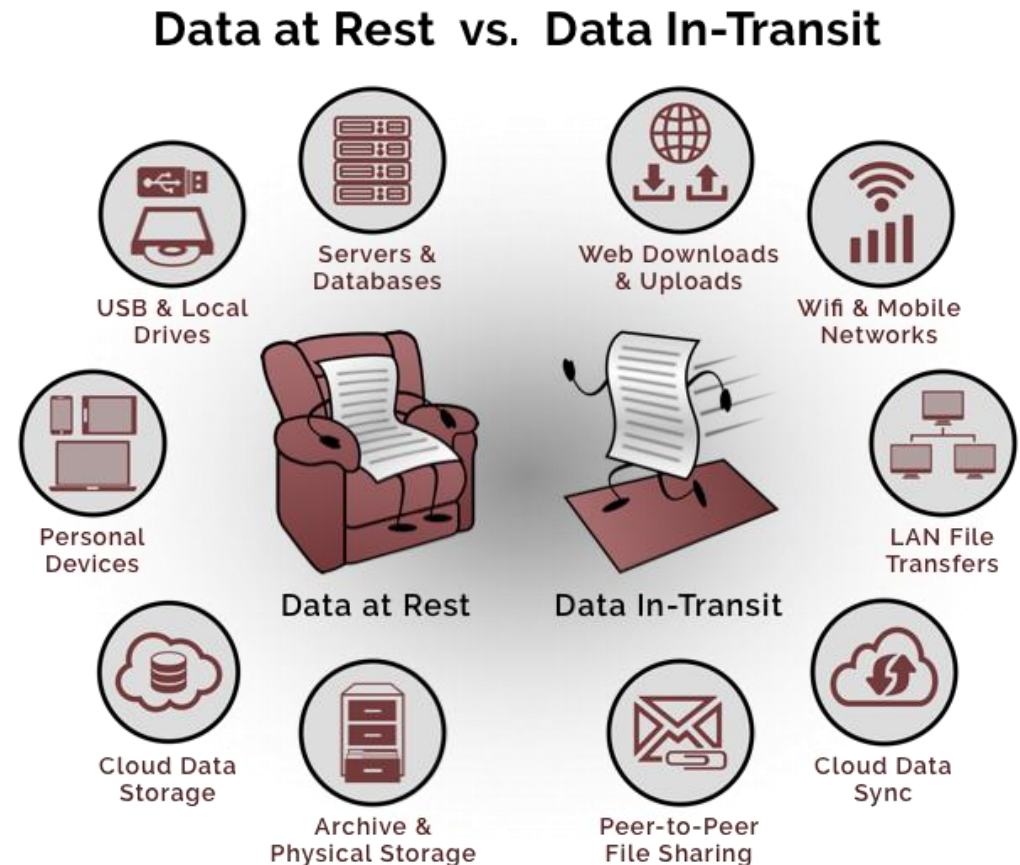 Data at Rest vs. Data In-Transit
Servers &
Databases
Web Downloads
& Uploads
USB & Local
Drives
Wifi & Mobile
Networks
Personal
Devices
LAN File
Transfers
Data at Rest
Data In-Transit
Cloud Data
Storage
Cloud Data
Sync
Archive &
Physical Storage
Peer-to-Peer
File Sharing